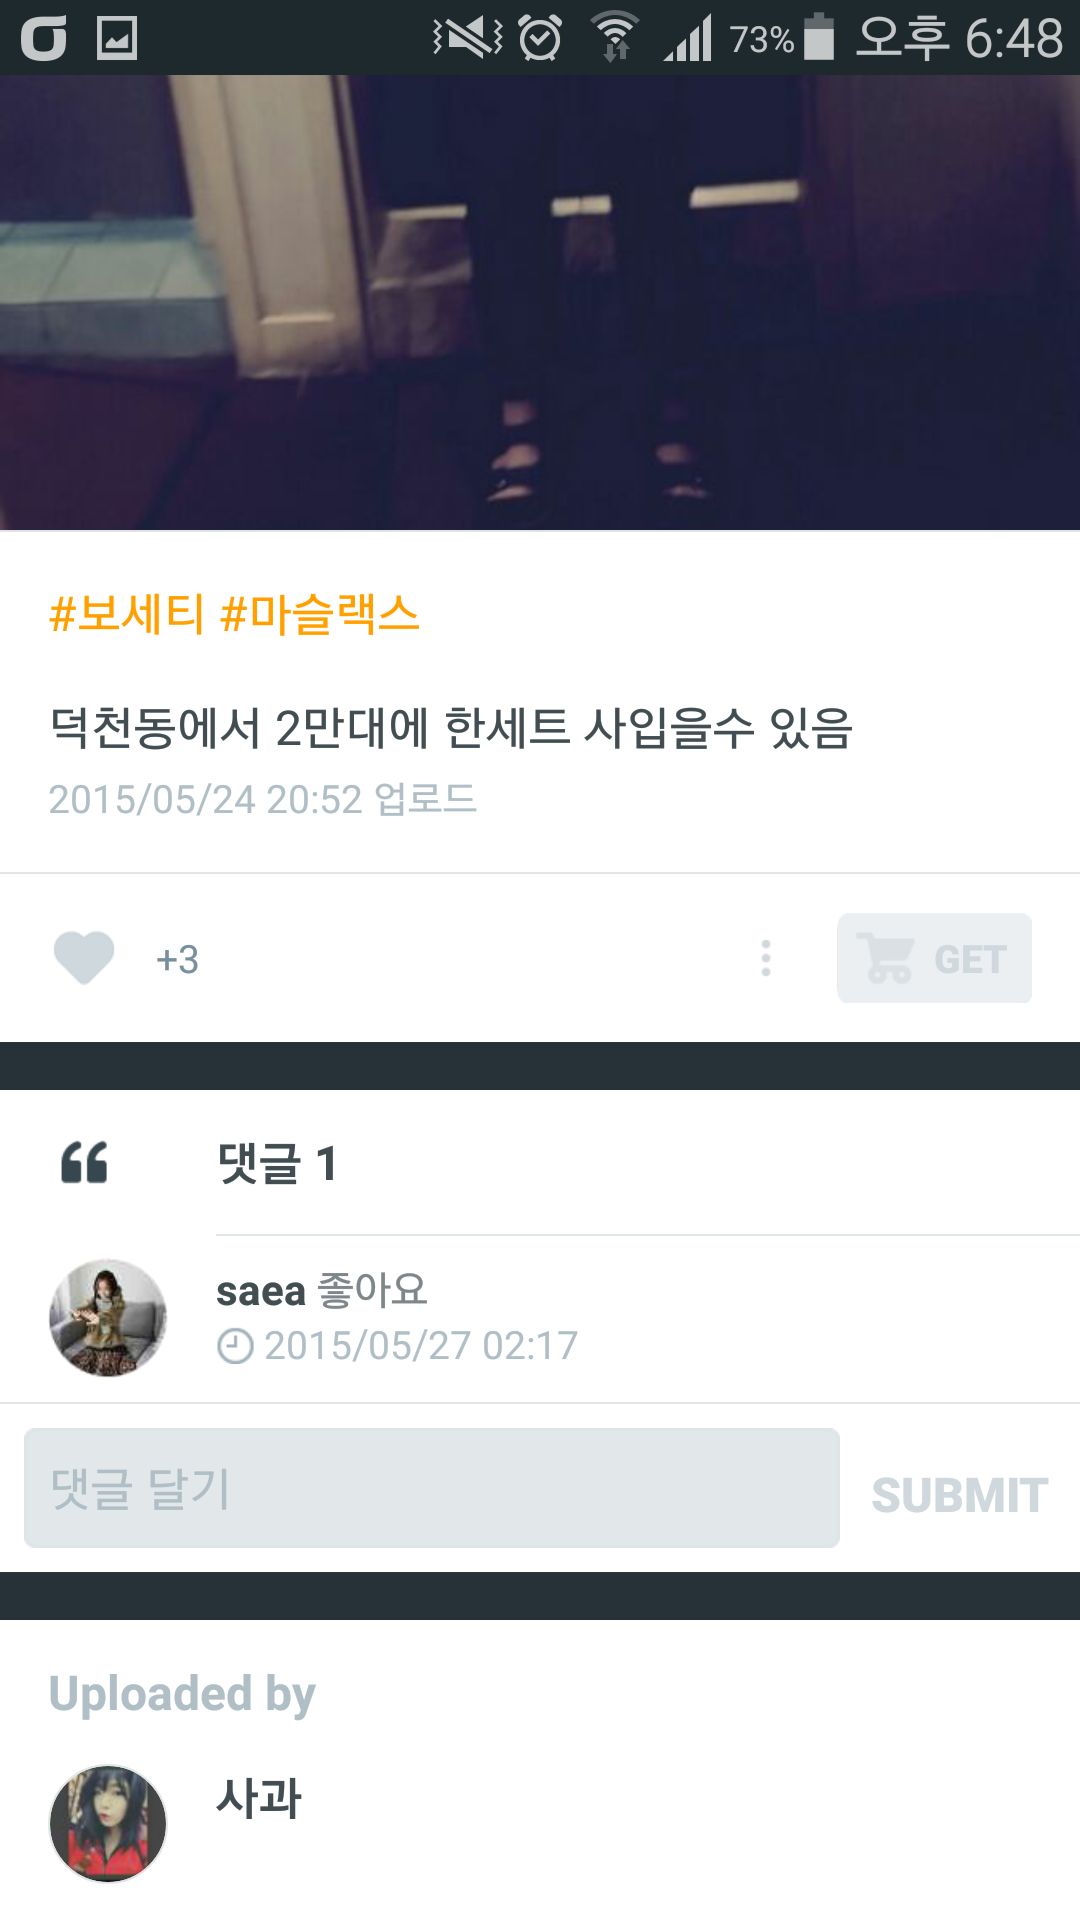 73% 오후 6:48
#보세티 #마슬랙스
덕천동에서 2만대에 한세트 사입을수 있음
2015/05/24 20:52 업로드
+3
GET
댓글 1
saea 좋아요
2015/05/27 02:17
댓글 달기
SUBMIT
Uploaded by
사과